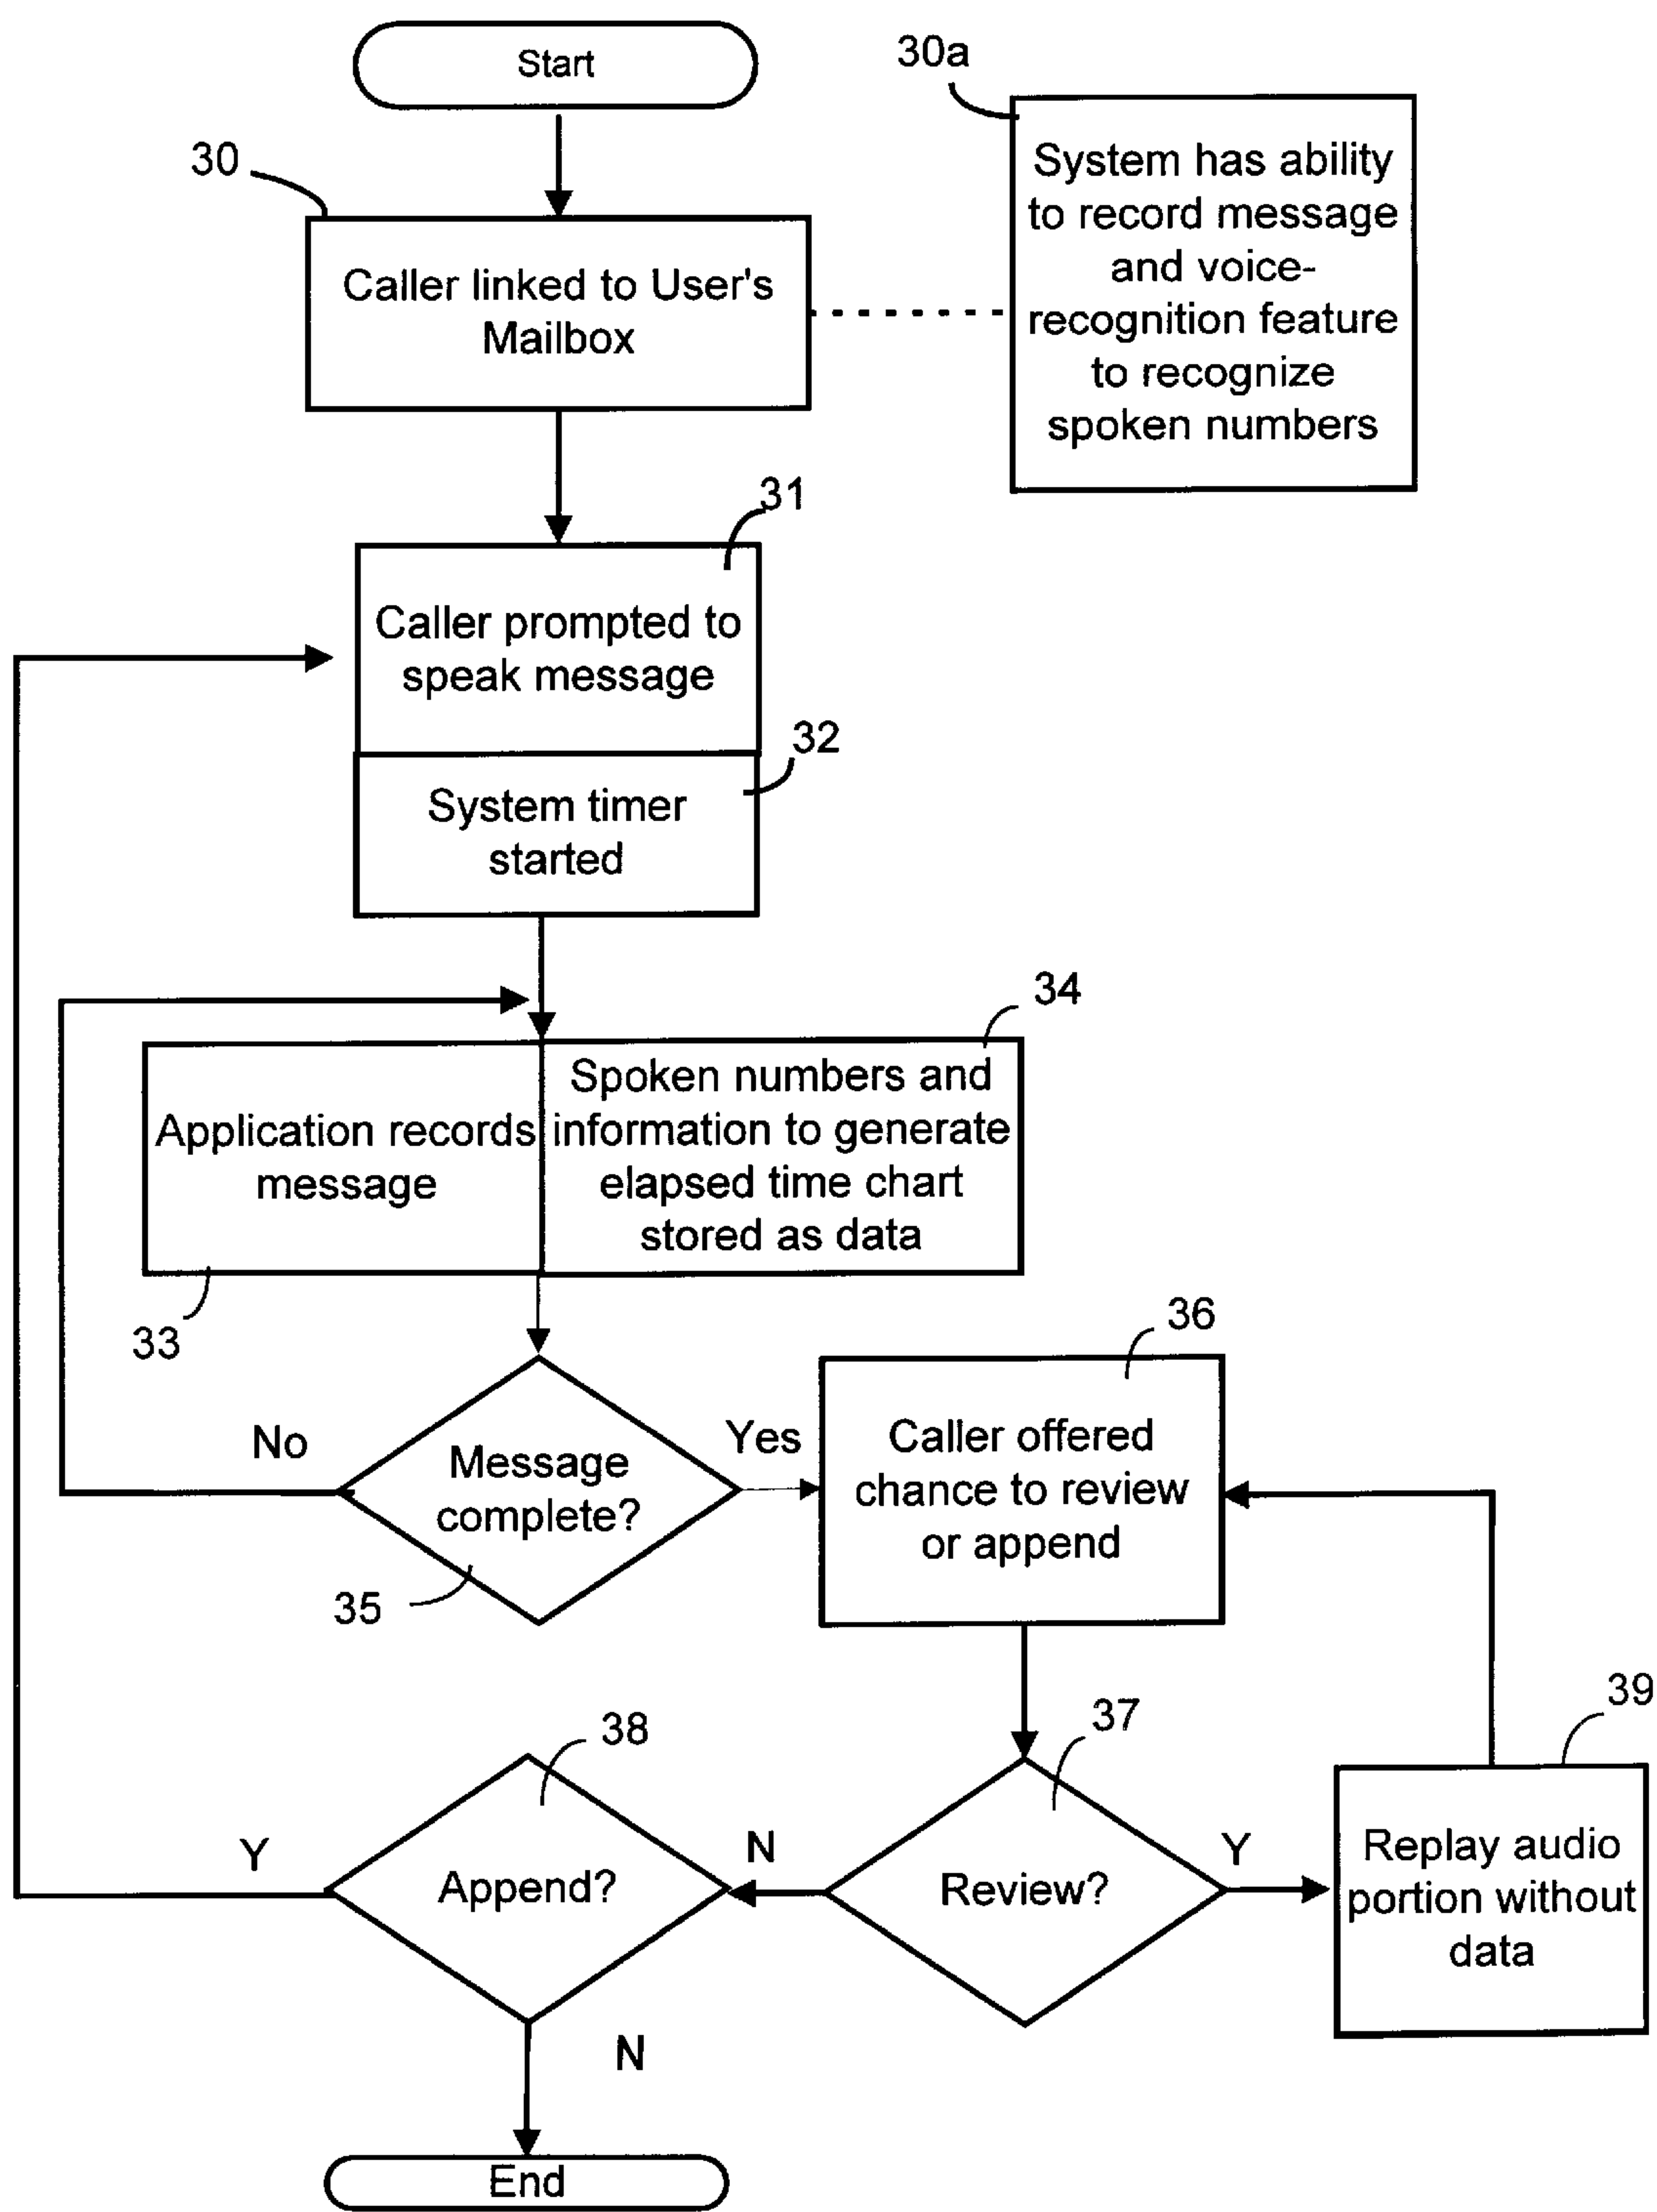 Start
30a
30
System has ability
to record message
and voice-
recognition feature
to recognize
spoken numbers
Caller linked to User's
Mailbox
31
Caller prompted to
speak message
32
System timer
started
34
Application records
message
Spoken numbers and
information to generate
elapsed time chart
stored as data
33
36
No
Message
complete?
Yes
Caller offered
chance to review
or append
35
39
38
37
Y
Append?
N
Review?
Y
Replay audio
portion without
data
N
End